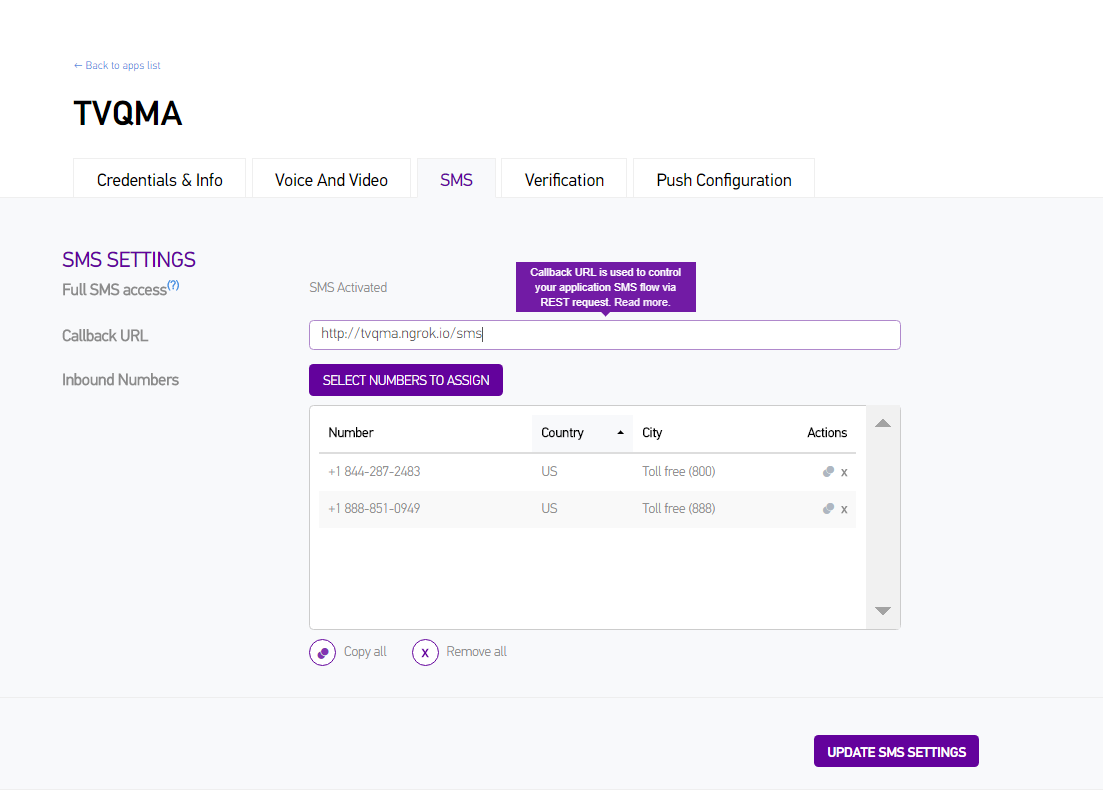 ← Back to apps list
TVQMA
Credentials & Info
Voice And Video
SMS
Verification
Push Configuration
SMS SETTINGS
Full SMS access(?)
SMS Activated
Callback URL is used to control
your application SMS flow via
REST request. Read more.
Callback URL
http://tvqma.ngrok.io/sms
Inbound Numbers
SELECT NUMBERS TO ASSIGN
Number Country City Actions
+1 844-287-2483 US Toll free (800) x
+1 888-851-0949 US Toll free (888) x
Copy all
x Remove all
UPDATE SMS SETTINGS